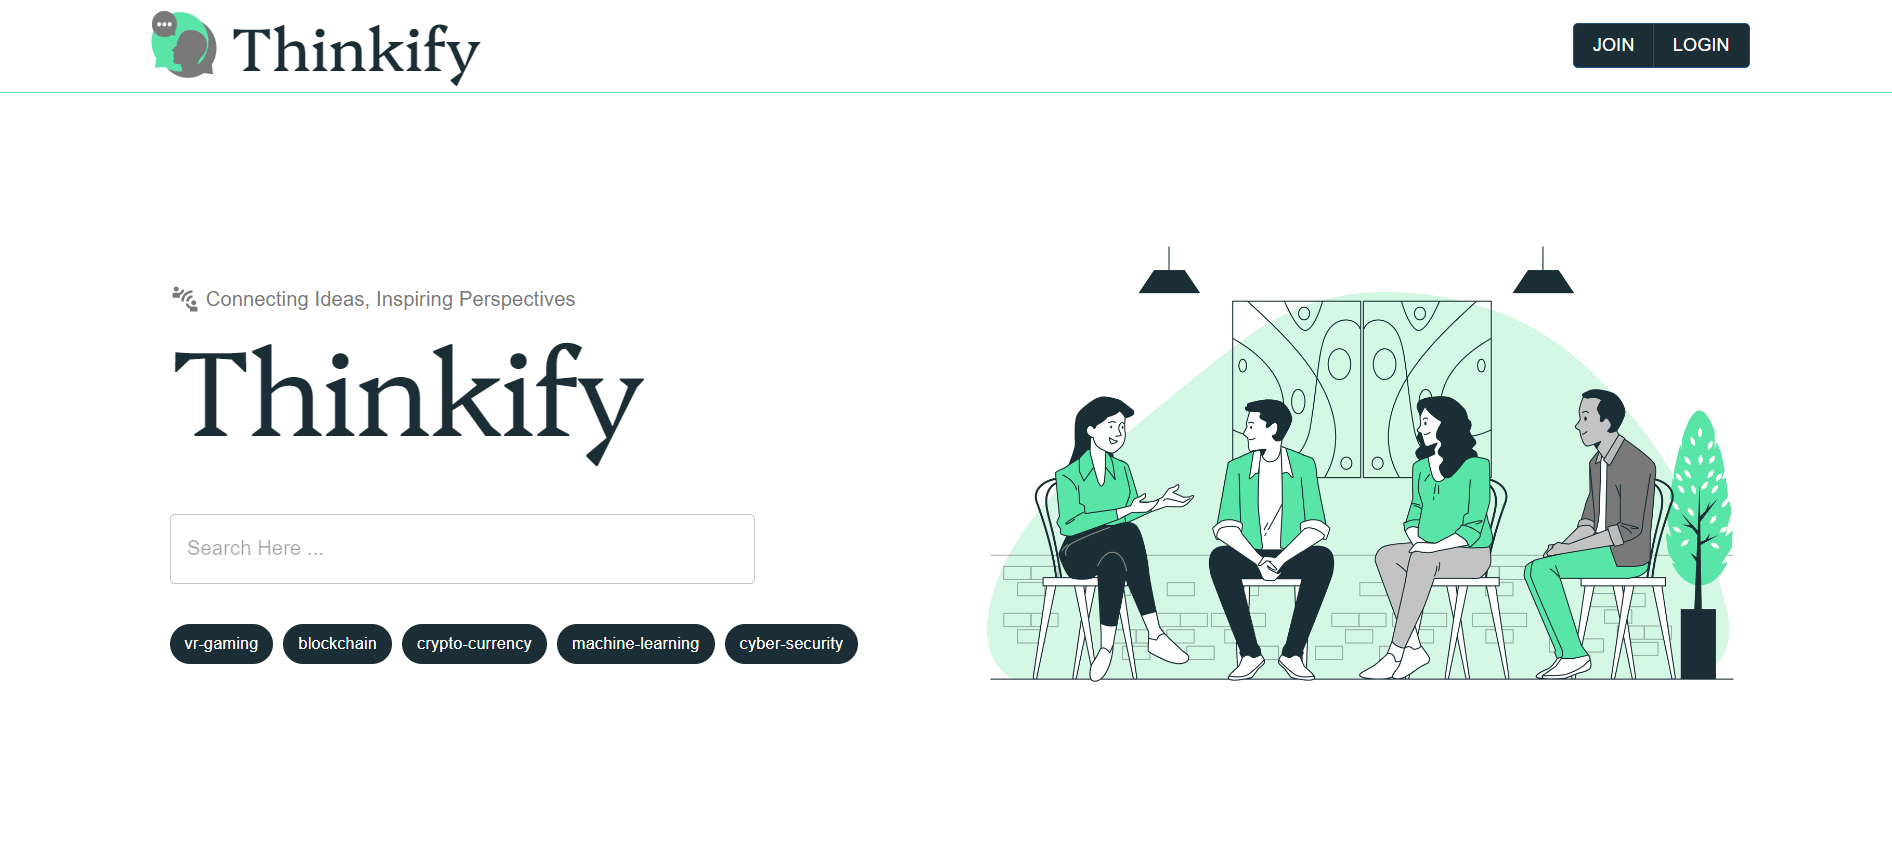 Thinkify
JOIN LOGIN
Connecting Ideas, Inspiring Perspectives
Thinkify
Search Here ...
vr-gaming blockchain crypto-currency machine-learning cyber-security